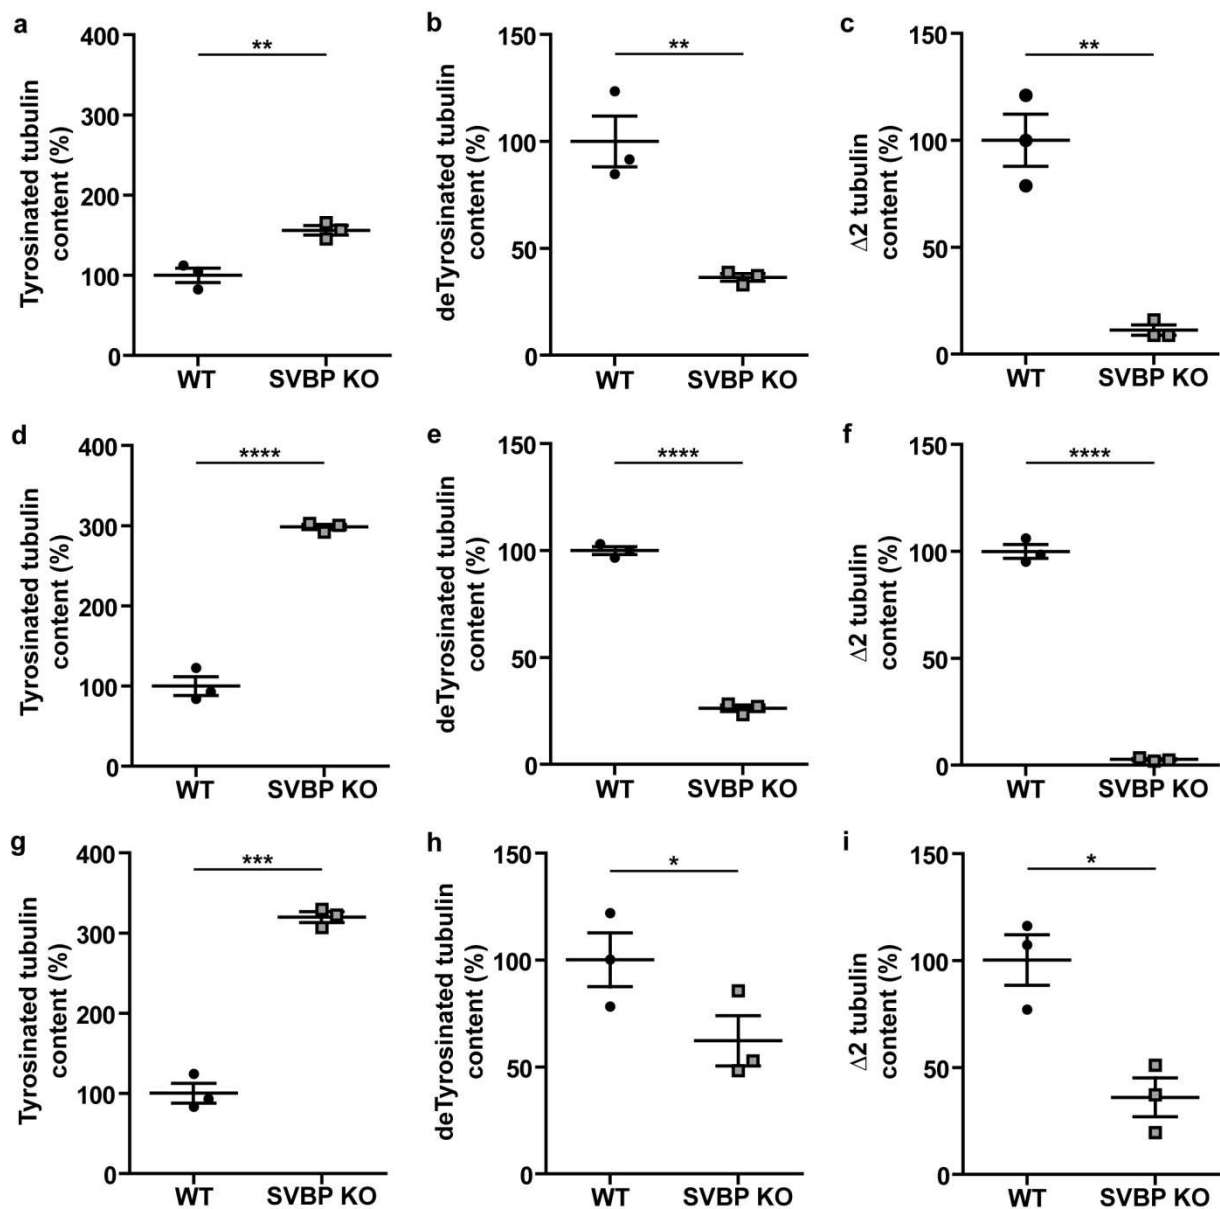 a
Tyrosinated tubulin
content (%)
400
300
200
100
0
**
WT
SVBP KO
b
deTyrosinated tubulin
content (%)
150
100
50
0
**
WT
SVBP KO
c
Δ2 tubulin
content (%)
150
100
50
0
**
WT
SVBP KO
d
Tyrosinated tubulin
content (%)
400
300
200
100
0
****
WT
SVBP KO
e
deTyrosinated tubulin
content (%)
150
100
50
0
****
WT
SVBP KO
f
Δ2 tubulin
content (%)
150
100
50
0
****
WT
SVBP KO
g
Tyrosinated tubulin
content (%)
400
300
200
100
0
***
WT
SVBP KO
h
deTyrosinated tubulin
content (%)
150
100
50
0
*
WT
SVBP KO
i
Δ2 tubulin
content (%)
150
100
50
0
*
WT
SVBP KO